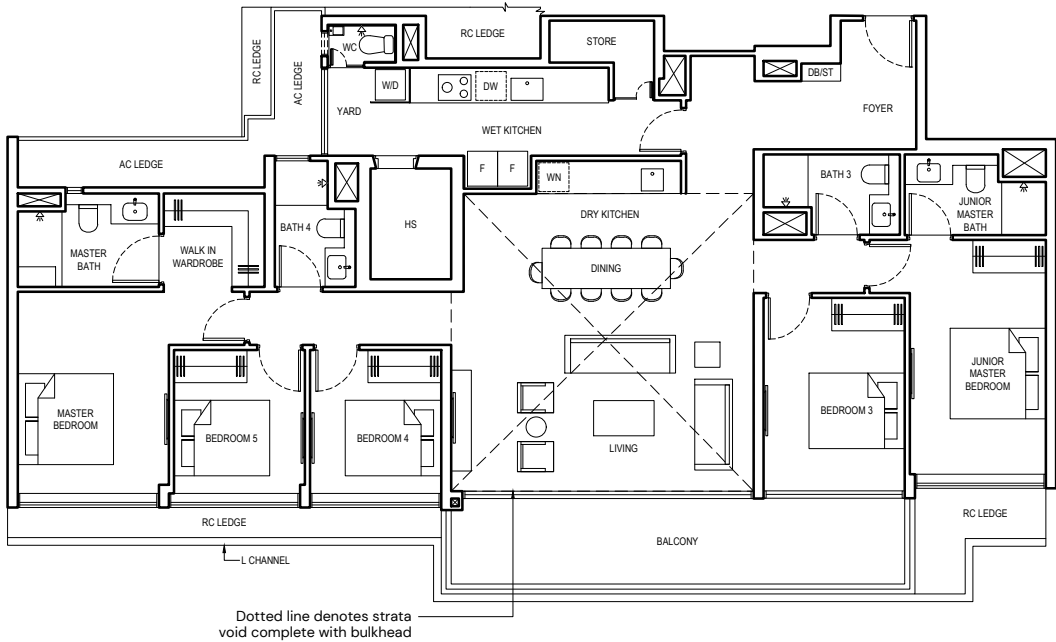 RC LEDGE
AC LEDGE
WC
RC LEDGE
STORE
W/D
DW
DB/ST
YARD
FOYER
WET KITCHEN
AC LEDGE
F
F
WN
BATH 3
JUNIOR
MASTER
BATH
DRY KITCHEN
BATH 4
HS
MASTER
BATH
WALK IN
WARDROBE
DINING
JUNIOR
MASTER
BEDROOM
MASTER
BEDROOM
BEDROOM 5
BEDROOM 4
BEDROOM 3
LIVING
RC LEDGE
RC LEDGE
BALCONY
L CHANNEL
Dotted line denotes strata
void complete with bulkhead